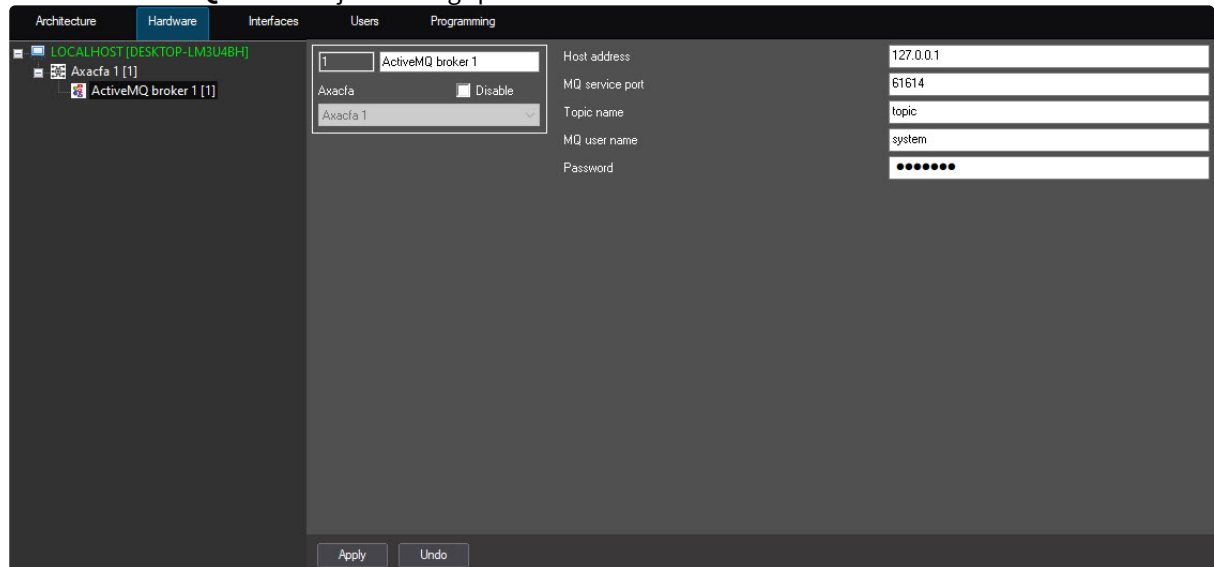 Architecture Hardware Interfaces Users Programming
LOCALHOST [DESKTOP-LM3U4BH]
Axacfa 1 [1]
ActiveMQ broker 1 [1]
1 ActiveMQ broker 1
Axacfa Disable
Axacfa 1
Host address 127.0.0.1
MQ service port 61614
Topic name topic
MQ user name system
Password ●●●●●●●
Apply Undo